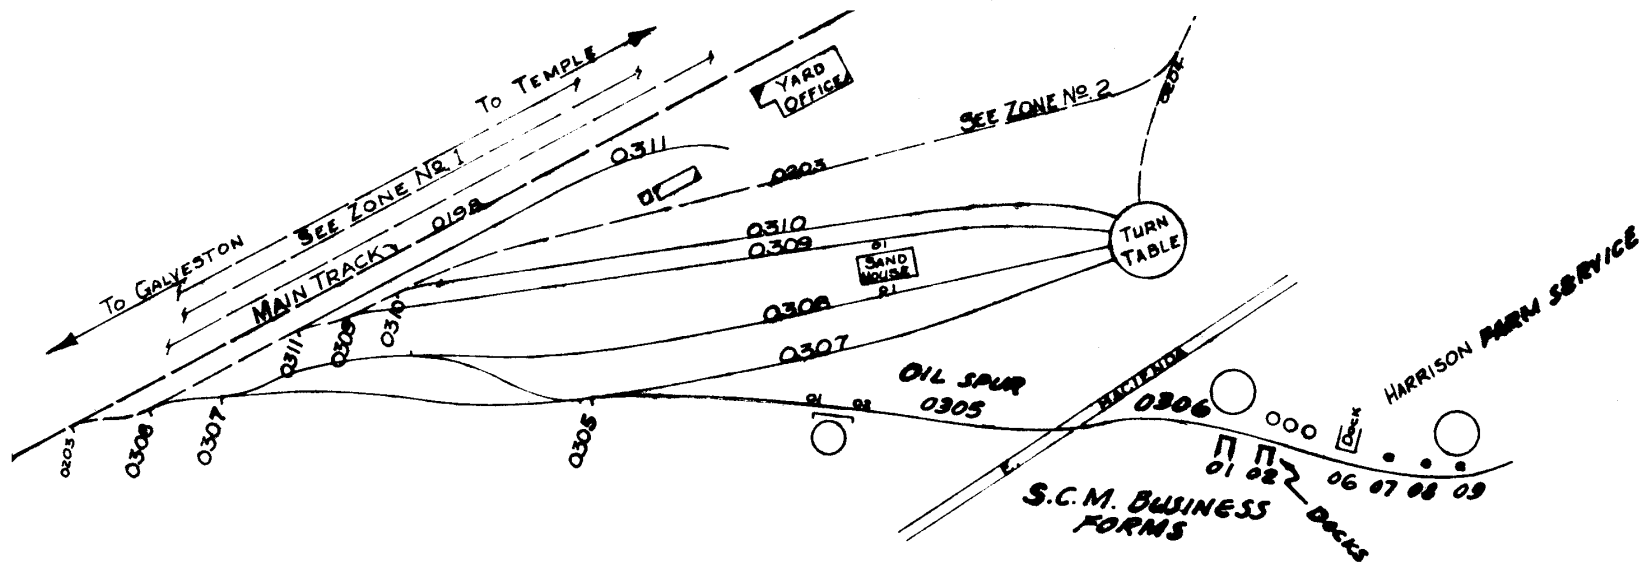 TO TEMPLE
YARD
OFFICE
SEE ZONE No. 2
0204
0311
SEE ZONE No. 1
0203
0198
TO GALVESTON
MAIN TRACK
0310
0309
01
SAND
HOUSE
01
TURN
TABLE
0308
0307
0311
0309
0310
OIL SPUR
0305
01
02
HACIENDA
E.
0306
HARRISON FARM SERVICE
DOCK
0203
0308
0307
0305
01
02
06
07
08
09
S.C.M. BUSINESS
FORMS
DOCKS